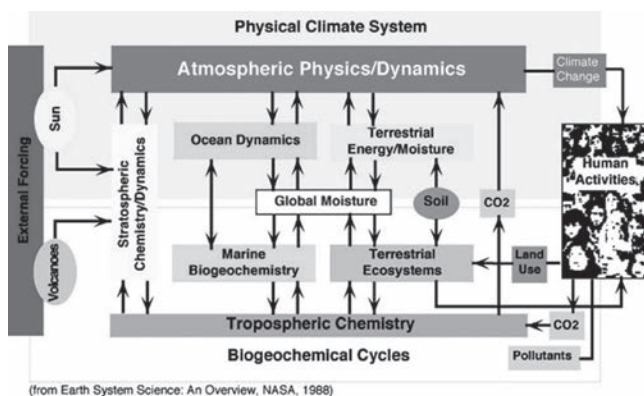 Physical Climate System
Atmospheric Physics/Dynamics
Climate
Change
External Forcing
Sun
Stratospheric
Chemistry/Dynamics
Ocean Dynamics
Terrestrial
Energy/Moisture
Human
Activities
Global Moisture
Soil
CO2
Volcanoes
Marine
Biogeochemistry
Terrestrial
Ecosystems
Land
Use
Tropospheric Chemistry
CO2
Biogeochemical Cycles
Pollutants
(from Earth System Science: An Overview, NASA, 1988)